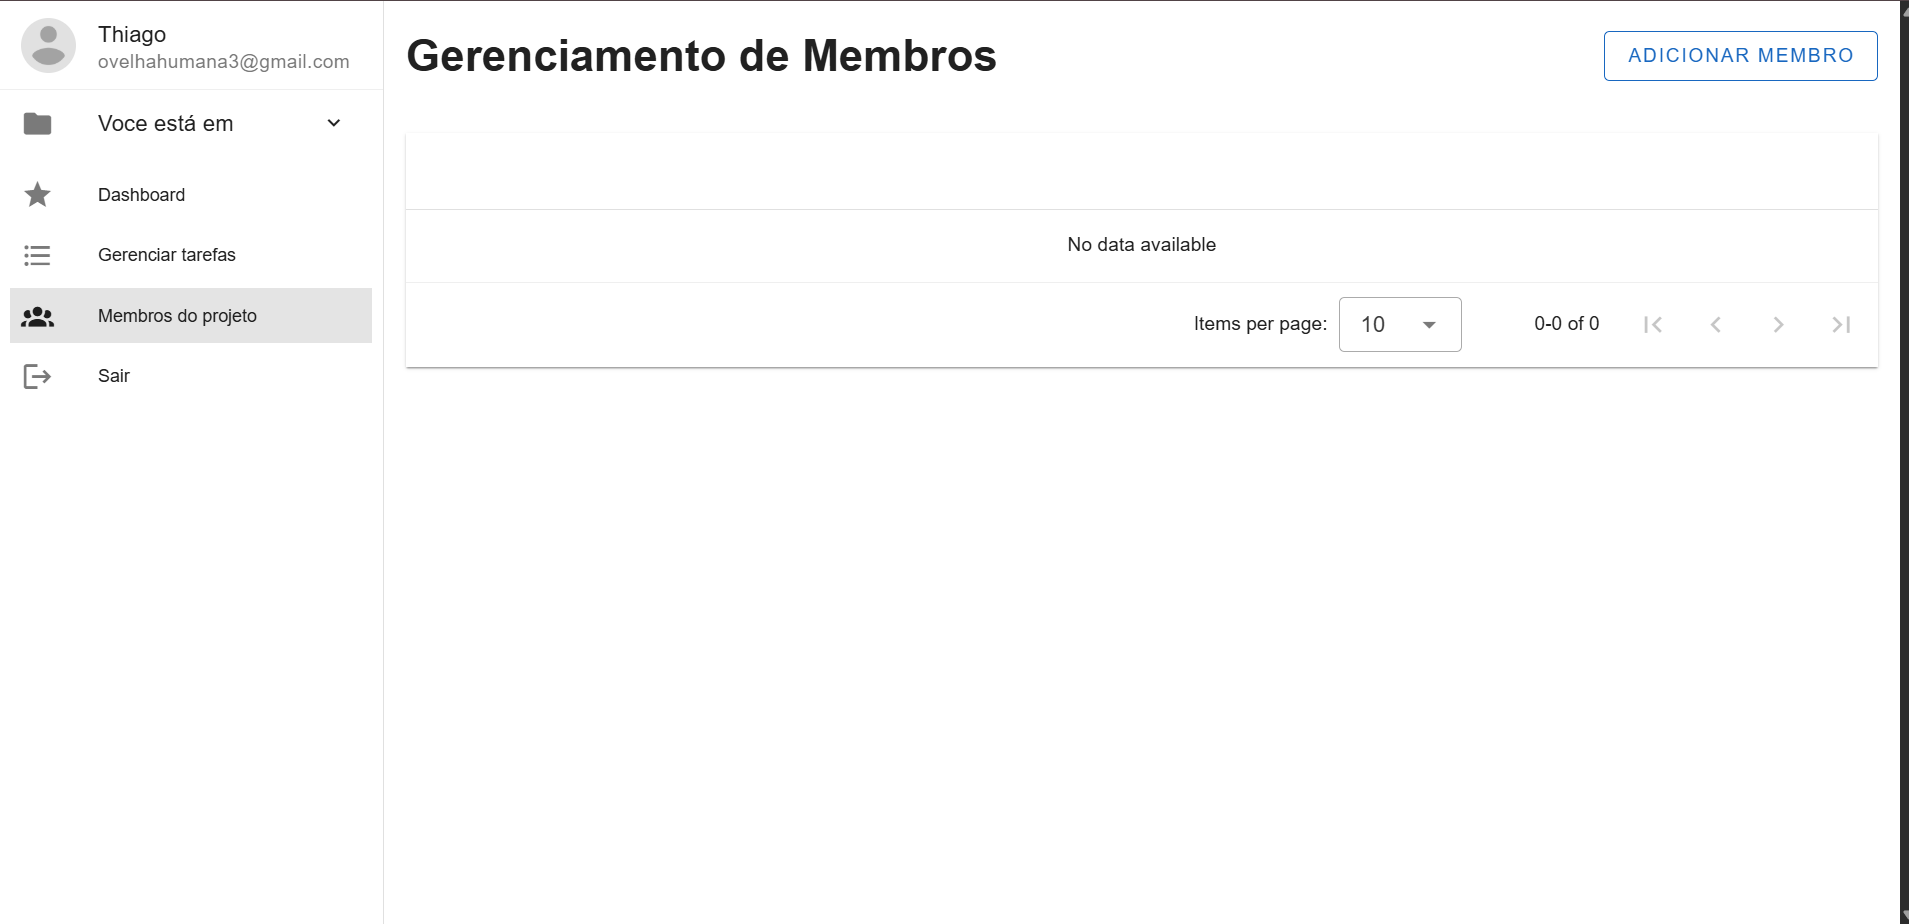 Thiago
ovelhahumana3@gmail.com
Voce está em
Dashboard
Gerenciar tarefas
Membros do projeto
Sair
Gerenciamento de Membros
ADICIONAR MEMBRO
No data available
Items per page: 10 0-0 of 0